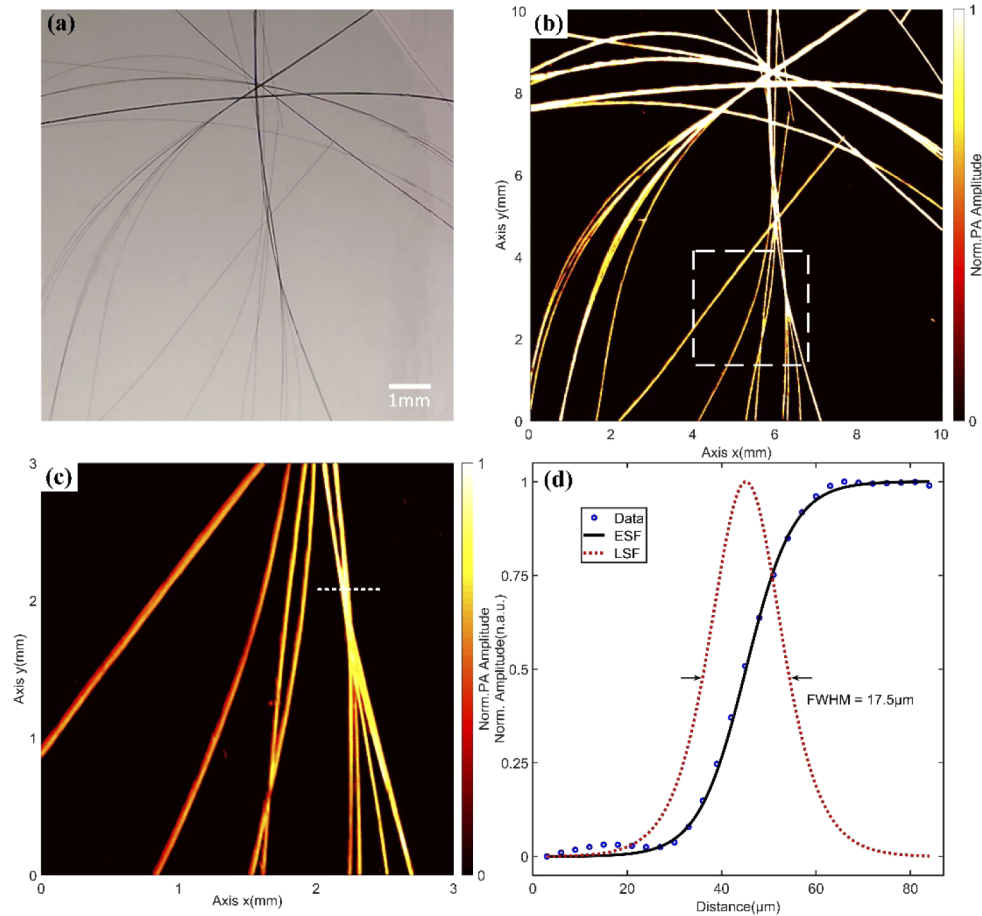 (a)
1mm
(b)
10
8
6
4
2
0
Axis y(mm)
0 2 4 6 8 10
Axis x(mm)
1
0
Norm.PA Amplitude
(c)
3
2
1
0
Axis y(mm)
0 1 2 3
Axis x(mm)
1
0
Norm.PA Amplitude
(d)
Data
ESF
LSF
1
0.75
0.5
0.25
0
Norm. Amplitude(n.a.u.)
FWHM = 17.5μm
0 20 40 60 80
Distance(μm)